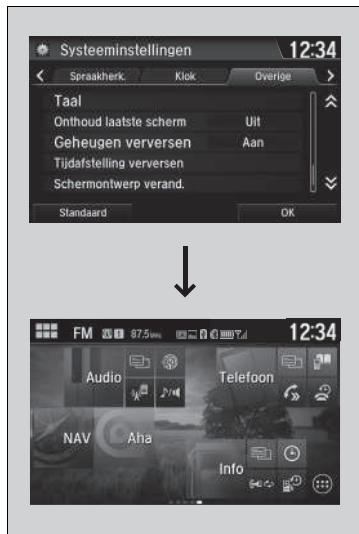 Systeeminstellingen 12:34
Spraakherk. Klok Overige
Taal
Onthoud laatste scherm Uit
Geheugen verversen Aan
Tijdafstelling verversen
Schermontwerp verand.
Standaard OK
FM 87.5MHz 12:34
Audio Telefoon
NAV Aha
Info